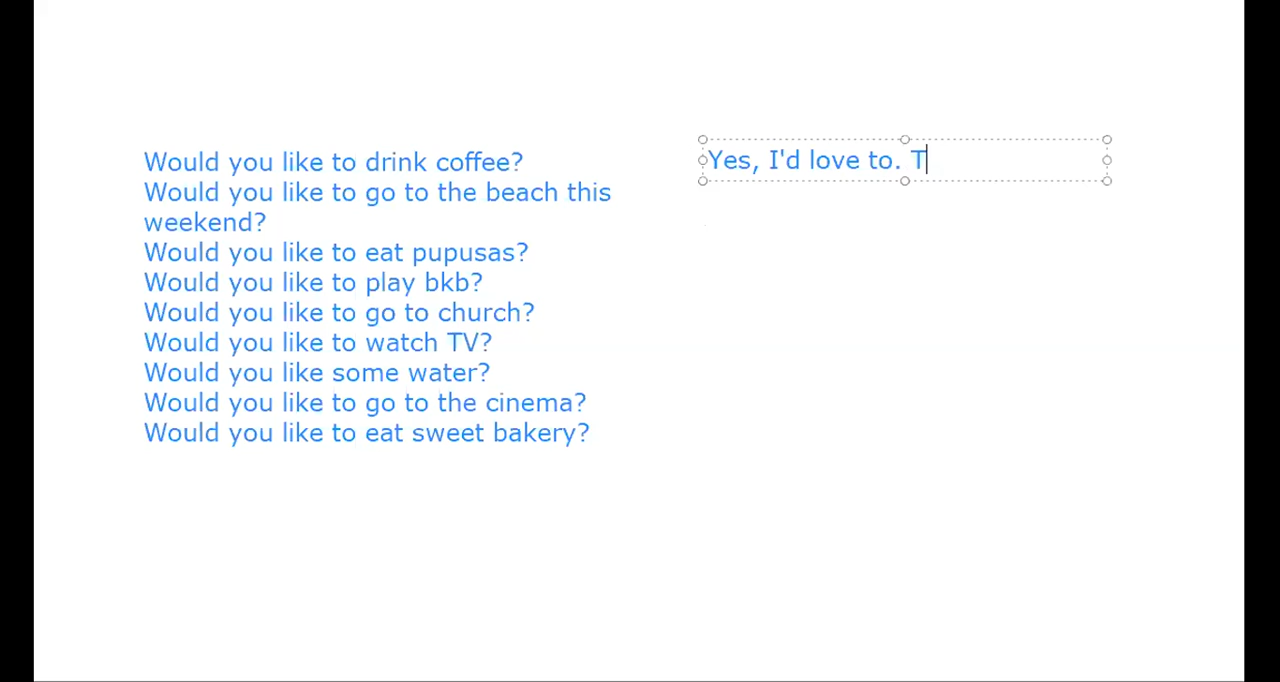 Would you like to drink coffee?
Would you like to go to the beach this
weekend?
Would you like to eat pupusas?
Would you like to play bkb?
Would you like to go to church?
Would you like to watch TV?
Would you like some water?
Would you like to go to the cinema?
Would you like to eat sweet bakery?
Yes, I'd love to. T